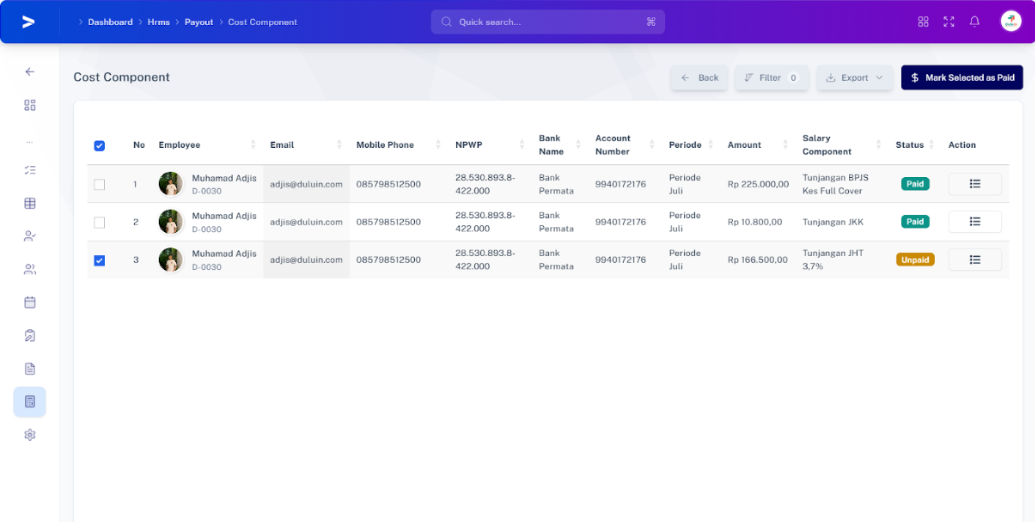 Dashboard > Hrms > Payout > Cost Component
Quick search...
Cost Component
Back
Filter 0
Export
$ Mark Selected as Paid
No Employee Email Mobile Phone NPWP Bank Name Account Number Periode Amount Salary Component Status Action
1 Muhamad Adjis D-0030 adjis@duluin.com 085798512500 28.530.893.8-422.000 Bank Permata 9940172176 Periode Juli Rp 225.000,00 Tunjangan BPJS Kes Full Cover Paid
2 Muhamad Adjis D-0030 adjis@duluin.com 085798512500 28.530.893.8-422.000 Bank Permata 9940172176 Periode Juli Rp 10.800,00 Tunjangan JKK Paid
3 Muhamad Adjis D-0030 adjis@duluin.com 085798512500 28.530.893.8-422.000 Bank Permata 9940172176 Periode Juli Rp 166.500,00 Tunjangan JHT 3,7% Unpaid